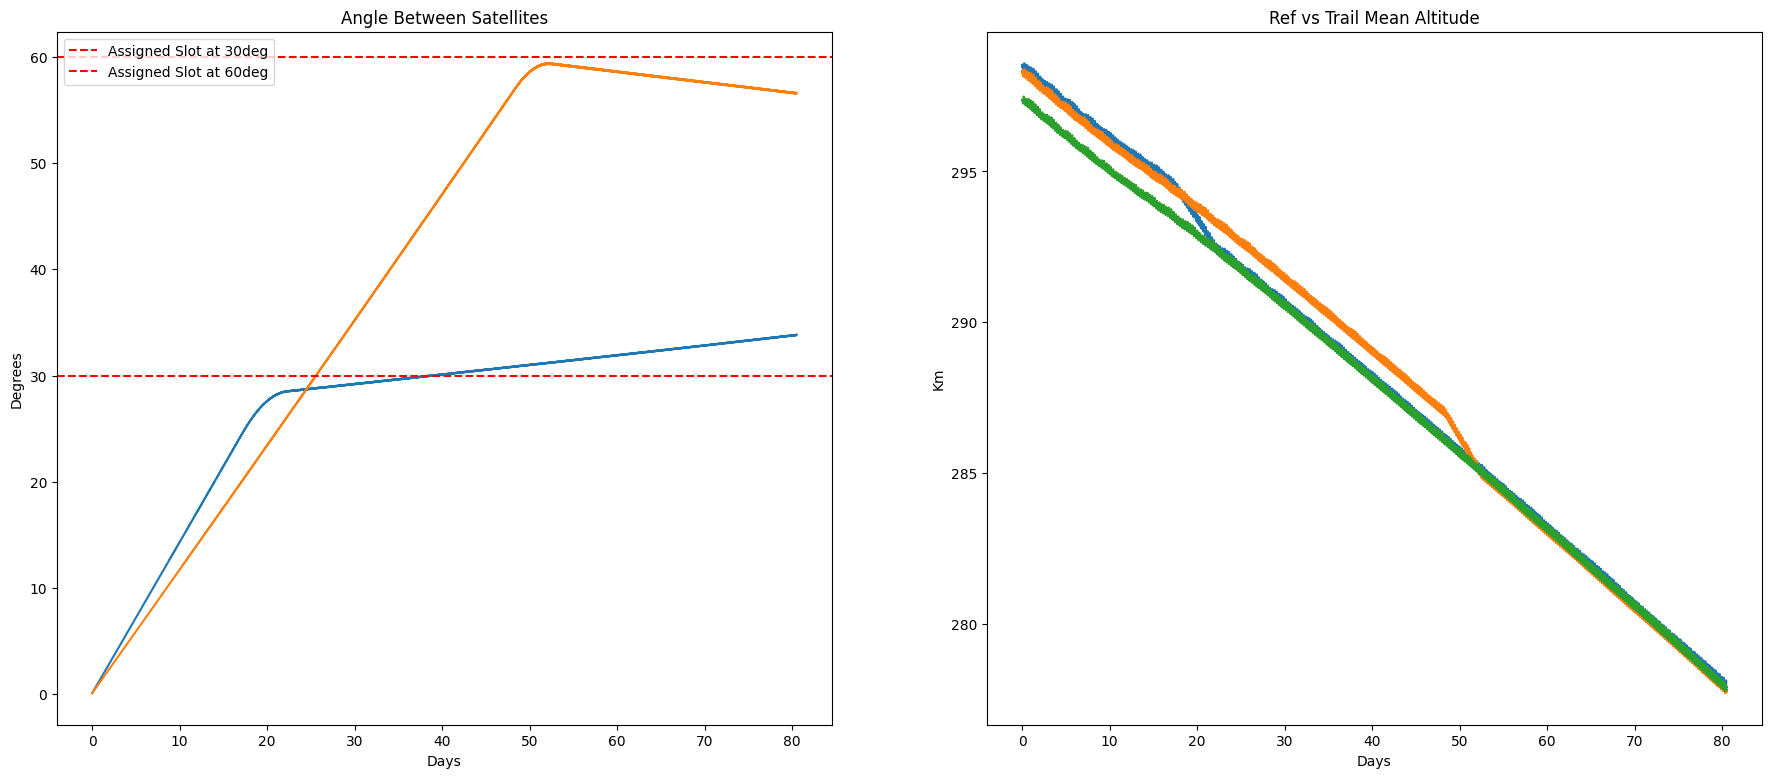 Angle Between Satellites
Assigned Slot at 30deg
Assigned Slot at 60deg
60
50
40
30
20
10
0
Degrees
0 10 20 30 40 50 60 70 80
Days
Ref vs Trail Mean Altitude
295
290
285
280
Km
0 10 20 30 40 50 60 70 80
Days